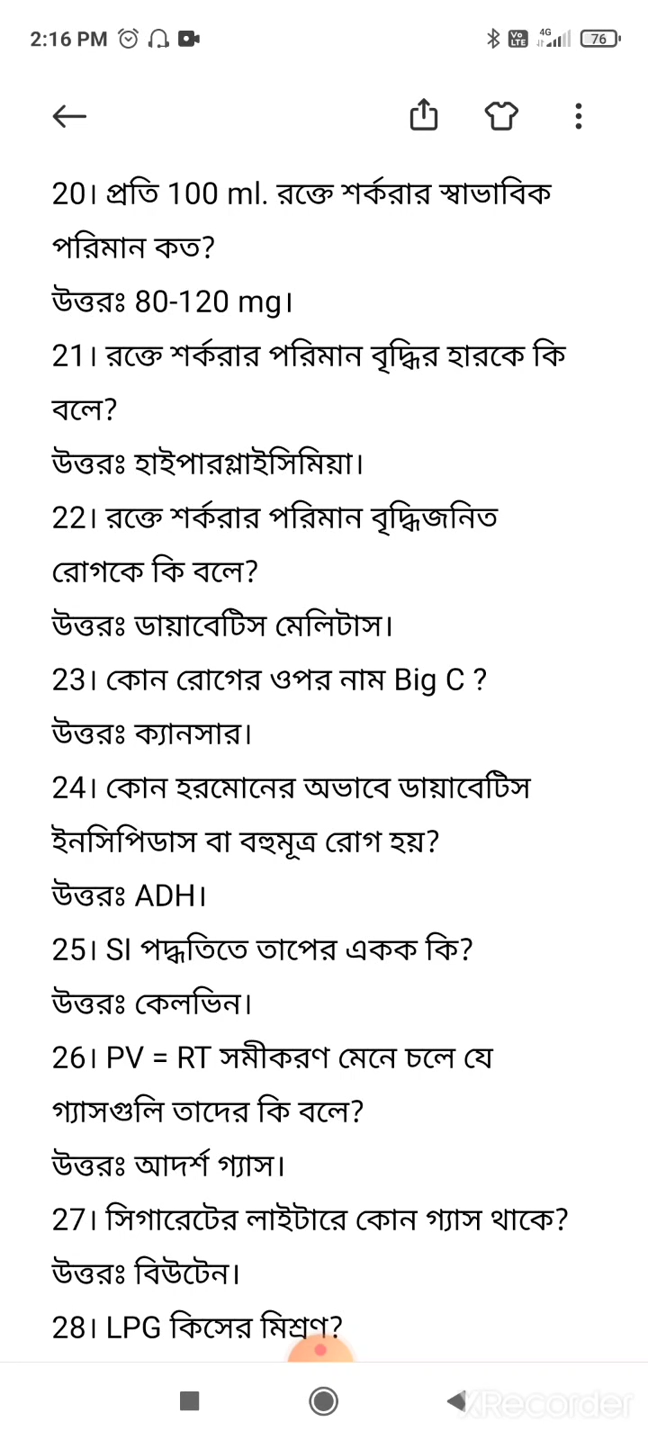 2:16 PM
Vo LTE 4G 76
20। প্রতি 100 ml. রক্তে শর্করার স্বাভাবিক
পরিমান কত?
উত্তরঃ 80-120 mg।
21। রক্তে শর্করার পরিমান বৃদ্ধির হারকে কি
বলে?
উত্তরঃ হাইপারগ্লাইসিমিয়া।
22। রক্তে শর্করার পরিমান বৃদ্ধিজনিত
রোগকে কি বলে?
উত্তরঃ ডায়াবেটিস মেলিটাস।
23। কোন রোগের ওপর নাম Big C ?
উত্তরঃ ক্যানসার।
24। কোন হরমোনের অভাবে ডায়াবেটিস
ইনসিপিডাস বা বহুমূত্র রোগ হয়?
উত্তরঃ ADH।
25। SI পদ্ধতিতে তাপের একক কি?
উত্তরঃ কেলভিন।
26। PV = RT সমীকরণ মেনে চলে যে
গ্যাসগুলি তাদের কি বলে?
উত্তরঃ আদর্শ গ্যাস।
27। সিগারেটের লাইটারে কোন গ্যাস থাকে?
উত্তরঃ বিউটেন।
28। LPG কিসের মিশ্রণ?
XRecorder